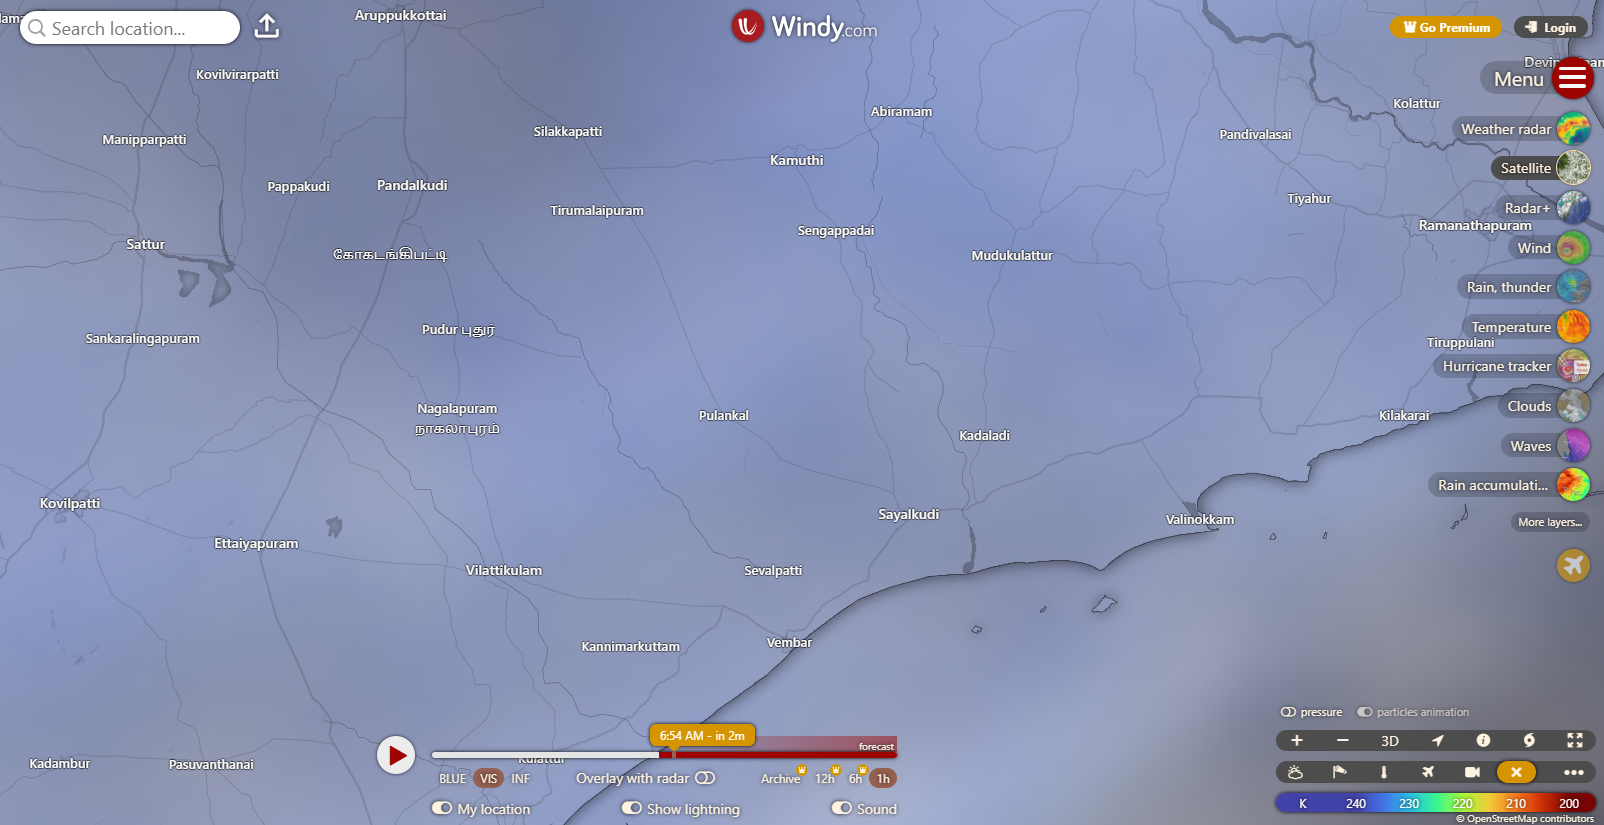 Search location...
Windy.com
Go Premium
Login
Menu
Weather radar
Satellite
Radar+
Wind
Rain, thunder
Temperature
Hurricane tracker
Clouds
Waves
Rain accumulati...
More layers...
Aruppukkottai
Kovilvirarpatti
Manipparpatti
Silakkapatti
Abiramam
Kolattur
Pandivalasai
Kamuthi
Pappakudi
Pandalkudi
Tirumalaipuram
Tiyahur
Sengappadai
Ramanathapuram
Sattur
கோகடங்கிபட்டி
Mudukulattur
Pudur புதுர்
Sankaralingapuram
Tiruppulani
Nagalapuram
நாகலாபுரம்
Pulankal
Kadaladi
Kilakarai
Kovilpatti
Sayalkudi
Valinokkam
Ettaiyapuram
Vilattikulam
Sevalpatti
Kannimarkuttam
Vembar
Kadambur
Pasuvanthanai
Kulattur
6:54 AM - in 2m
forecast
BLUE VIS INF
Overlay with radar
Archive 12h 6h 1h
My location
Show lightning
Sound
pressure
particles animation
3D
K 240 230 220 210 200
© OpenStreetMap contributors